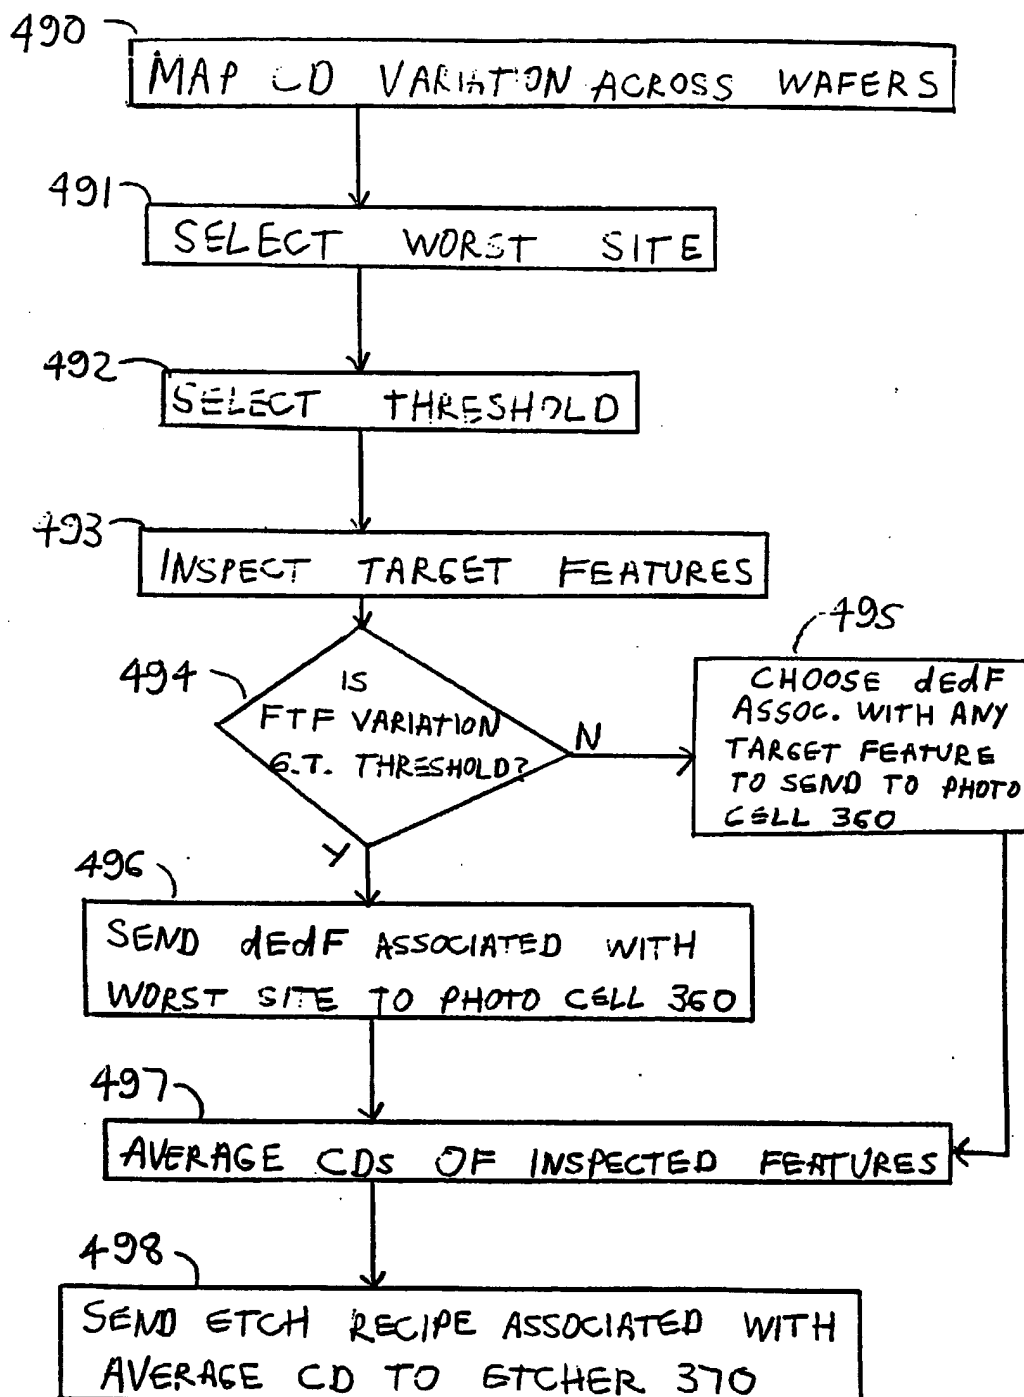 490
MAP CD VARIATION ACROSS WAFERS
491
SELECT WORST SITE
492
SELECT THRESHOLD
493
INSPECT TARGET FEATURES
494
IS
FTF VARIATION
G.T. THRESHOLD?
N
Y
495
CHOOSE dEdF
ASSOC. WITH ANY
TARGET FEATURE
TO SEND TO PHOTO
CELL 360
496
SEND dEdF ASSOCIATED WITH
WORST SITE TO PHOTO CELL 360
497
AVERAGE CDs OF INSPECTED FEATURES
498
SEND ETCH RECIPE ASSOCIATED WITH
AVERAGE CD TO ETCHER 370